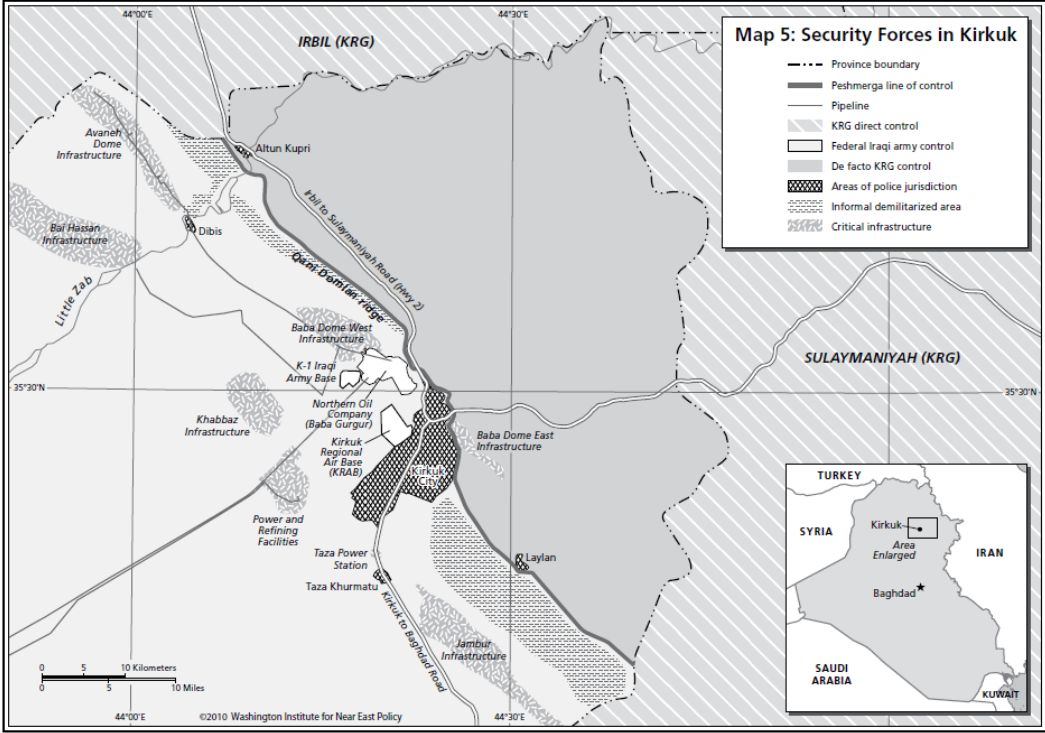 44°00'E
44°30'E
IRBIL (KRG)
Map 5: Security Forces in Kirkuk
Province boundary
Peshmerga line of control
Pipeline
KRG direct control
Federal Iraqi army control
De facto KRG control
Areas of police jurisdiction
Informal demilitarized area
Critical infrastructure
Avaneh
Dome
Infrastructure
Altun Kupri
Bai Hassan
Infrastructure
Dibis
Irbil to Sulaymaniyah Road (Hwy 2)
Qani Domlan ridge
Little Zab
Baba Dome West
Infrastructure
SULAYMANIYAH (KRG)
K-1 Iraqi
Army Base
35°30'N
35°30'N
Northern Oil
Company
(Baba Gurgur)
Khabbaz
Infrastructure
Kirkuk
Regional
Air Base
(KRAB)
Baba Dome East
Infrastructure
Kirkuk
City
Power and
Refining
Facilities
Taza Power
Station
Laylan
Taza Khurmatu
Kirkuk to Baghdad Road
Jambur
Infrastructure
TURKEY
SYRIA
Kirkuk
Area
Enlarged
IRAN
Baghdad
SAUDI
ARABIA
KUWAIT
0 5 10 Kilometers
0 5 10 Miles
44°00'E
©2010 Washington Institute for Near East Policy
44°30'E